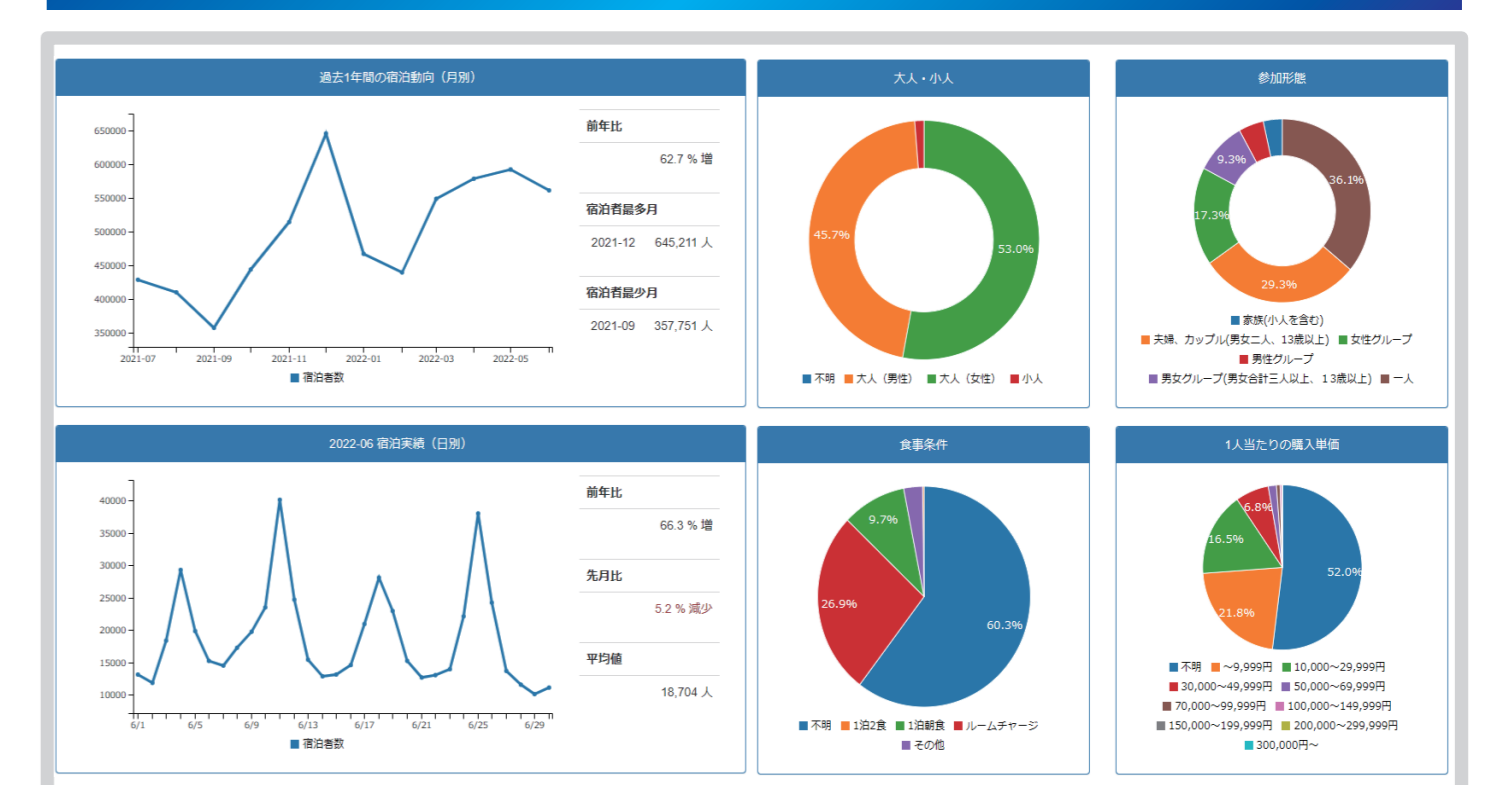 過去1年間の宿泊動向（月別）
650000
600000
550000
500000
450000
400000
350000
2021-07 2021-09 2021-11 2022-01 2022-03 2022-05
宿泊者数
前年比
62.7 % 増
宿泊者最多月
2021-12 645,211 人
宿泊者最少月
2021-09 357,751 人
大人・小人
45.7%
53.0%
不明 大人（男性） 大人（女性） 小人
参加形態
9.3%
36.1%
17.3%
29.3%
家族(小人を含む)
夫婦、カップル(男女二人、13歳以上) 女性グループ
男性グループ
男女グループ(男女合計三人以上、１３歳以上) 一人
2022-06 宿泊実績（日別）
40000
35000
30000
25000
20000
15000
10000
6/1 6/5 6/9 6/13 6/17 6/21 6/25 6/29
宿泊者数
前年比
66.3 % 増
先月比
5.2 % 減少
平均値
18,704 人
食事条件
9.7%
26.9%
60.3%
不明 1泊2食 1泊朝食 ルームチャージ
その他
1人当たりの購入単価
6.8%
16.5%
52.0%
21.8%
不明 ～9,999円 10,000～29,999円
30,000～49,999円 50,000～69,999円
70,000～99,999円 100,000～149,999円
150,000～199,999円 200,000～299,999円
300,000円～